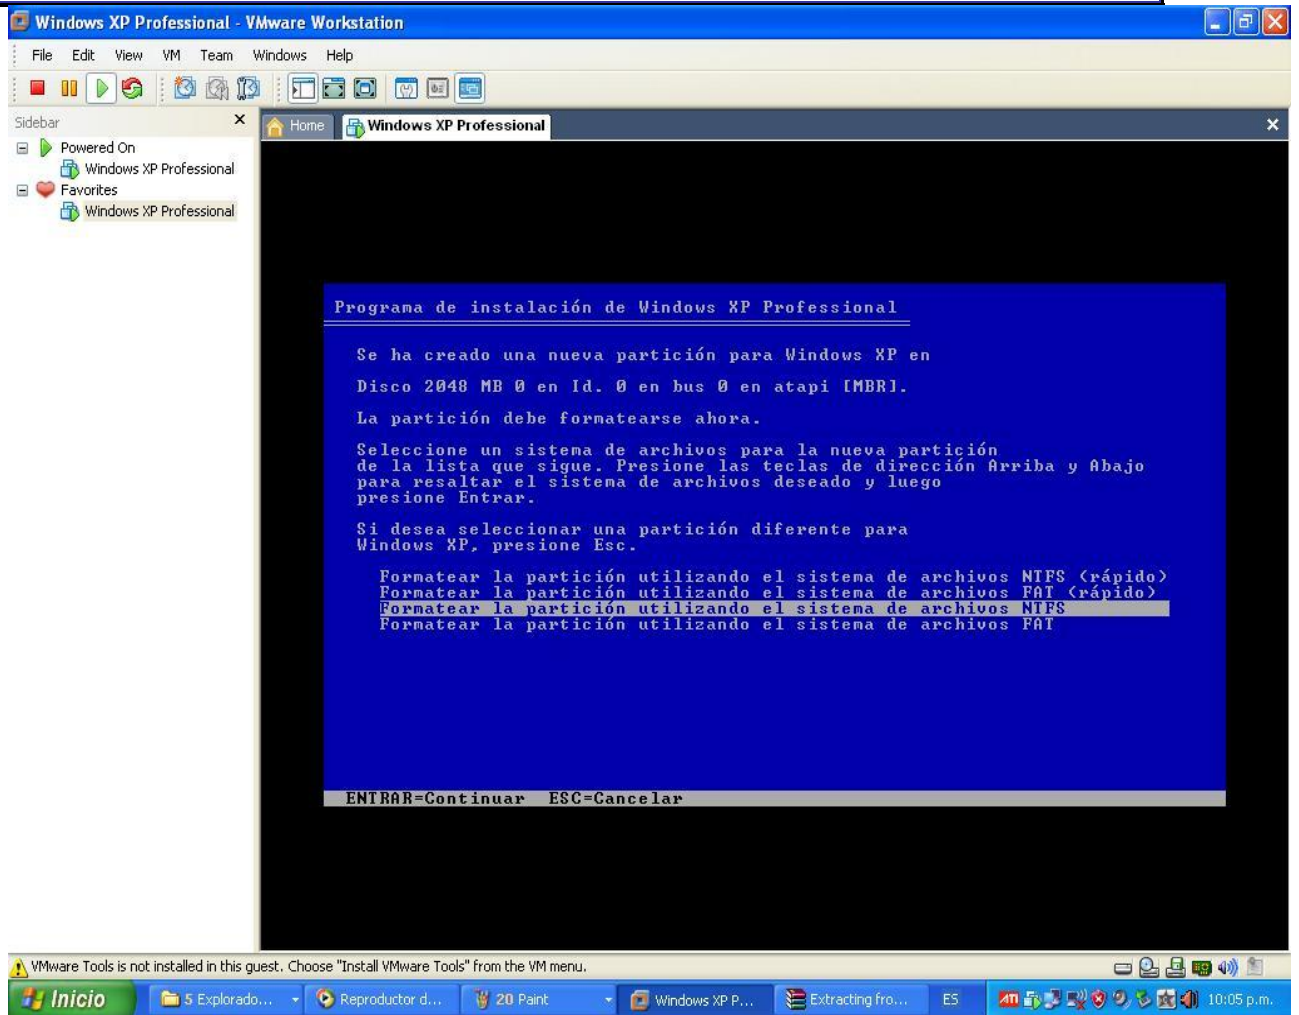 Windows XP Professional - VMware Workstation
File Edit View VM Team Windows Help
Sidebar
Powered On
Windows XP Professional
Favorites
Windows XP Professional
Home Windows XP Professional
Programa de instalación de Windows XP Professional
Se ha creado una nueva partición para Windows XP en
Disco 2048 MB 0 en Id. 0 en bus 0 en atapi [MBR].
La partición debe formatearse ahora.
Seleccione un sistema de archivos para la nueva partición
de la lista que sigue. Presione las teclas de dirección Arriba y Abajo
para resaltar el sistema de archivos deseado y luego
presione Entrar.
Si desea seleccionar una partición diferente para
Windows XP, presione Esc.
Formatear la partición utilizando el sistema de archivos NTFS (rápido)
Formatear la partición utilizando el sistema de archivos FAT (rápido)
Formatear la partición utilizando el sistema de archivos NTFS
Formatear la partición utilizando el sistema de archivos FAT
ENTRAR=Continuar ESC=Cancelar
VMware Tools is not installed in this guest. Choose "Install VMware Tools" from the VM menu.
Inicio 5 Explorado... Reproductor d... 20 Paint Windows XP P... Extracting fro... ES ATI 10:05 p.m.